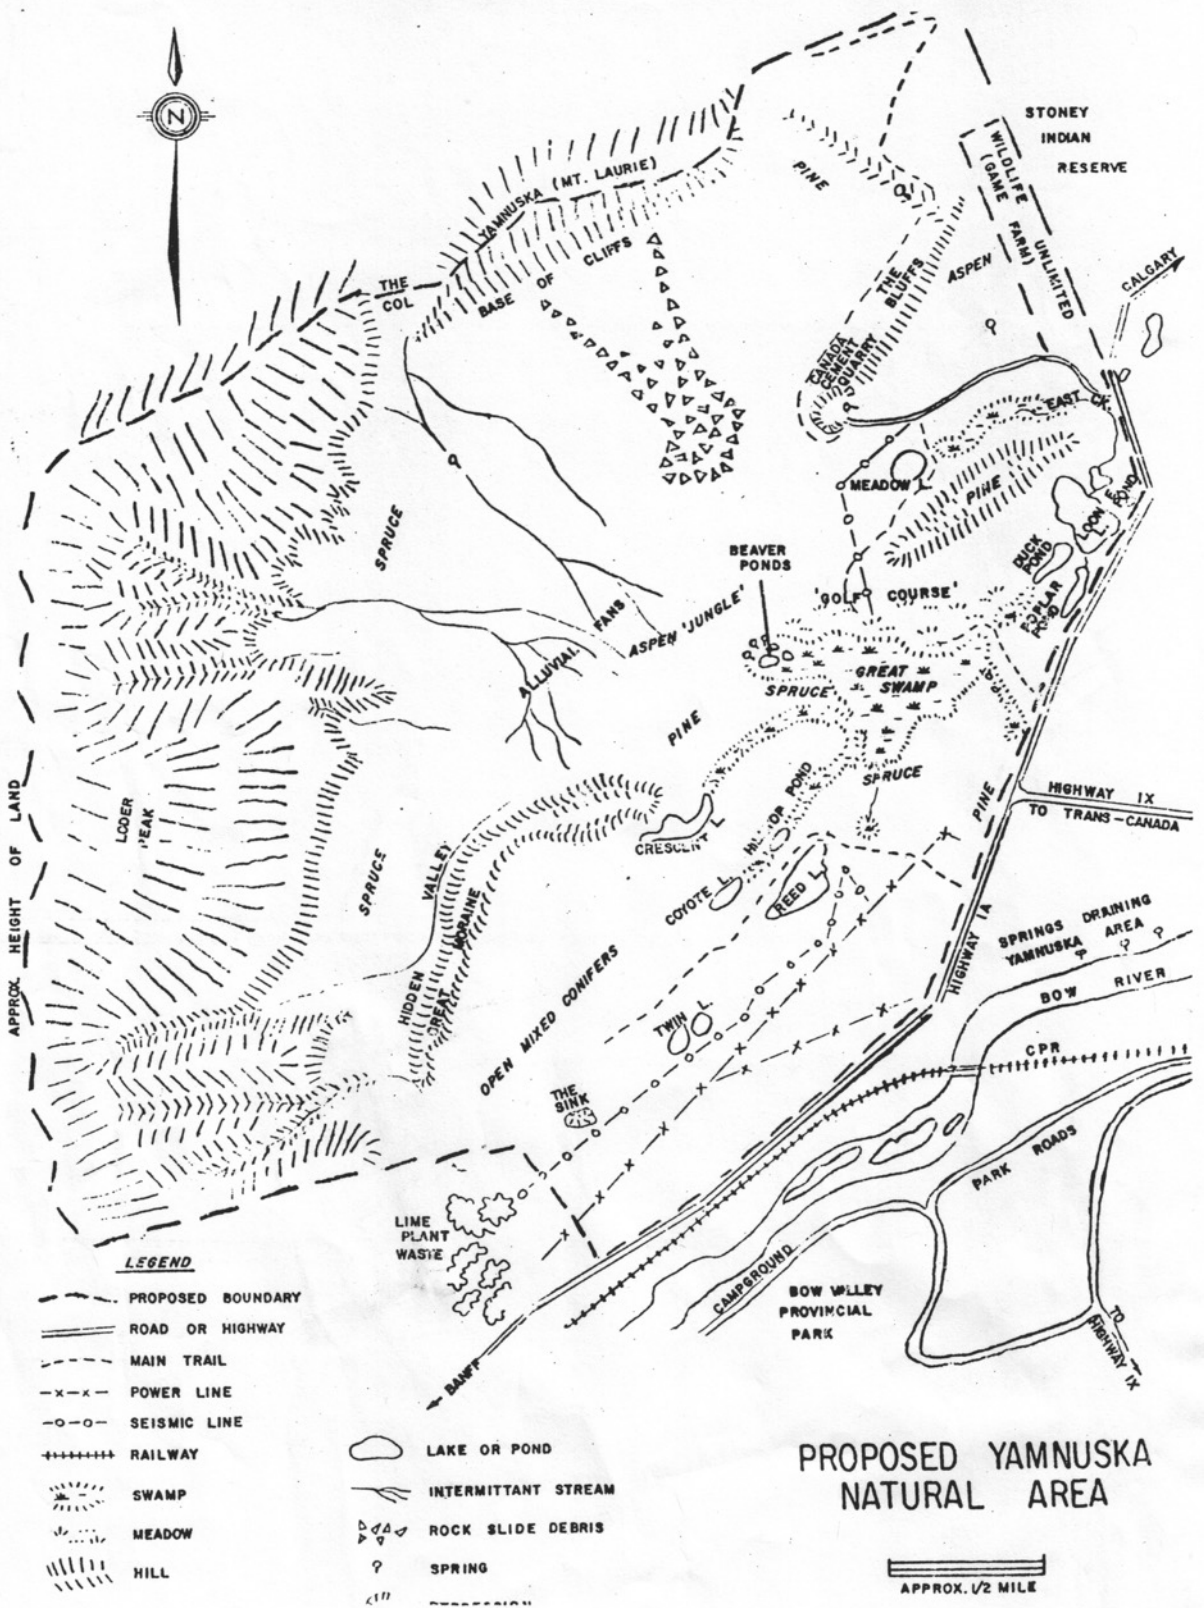 N
STONEY
INDIAN
RESERVE
WILDLIFE UNLIMITED
(GAME FARM)
CALGARY
PINE
YAMNUSKA (MT. LAURIE)
THE
COL
BASE OF CLIFFS
THE
BLUFFS
ASPEN
CANADA
CEMENT
QUARRY
EAST CK.
MEADOW L.
PINE
LOON L.
POND
DUCK
POND
POPLAR
POND
SPRUCE
BEAVER
PONDS
'GOLF COURSE'
FANS
ALLUVIAL
ASPEN 'JUNGLE'
GREAT
SWAMP
SPRUCE
PINE
SPRUCE
HILLTOP POND
CRESCENT L.
COYOTE L.
REED L.
PINE
HIGHWAY IX
TO TRANS-CANADA
LODER
PEAK
SPRUCE
APPROX. HEIGHT OF LAND
HIDDEN VALLEY
GREAT MORAINE
OPEN MIXED CONIFERS
TWIN L.
THE
SINK
HIGHWAY IA
SPRINGS DRAINING
YAMNUSKA AREA
BOW RIVER
CPR
PARK ROADS
LIME
PLANT
WASTE
CAMPGROUND
BOW VALLEY
PROVINCIAL
PARK
TO
HIGHWAY IX
BANFF
LEGEND
PROPOSED BOUNDARY
ROAD OR HIGHWAY
MAIN TRAIL
POWER LINE
SEISMIC LINE
RAILWAY
SWAMP
MEADOW
HILL
LAKE OR POND
INTERMITTANT STREAM
ROCK SLIDE DEBRIS
SPRING
PROPOSED YAMNUSKA
NATURAL AREA
APPROX. 1/2 MILE